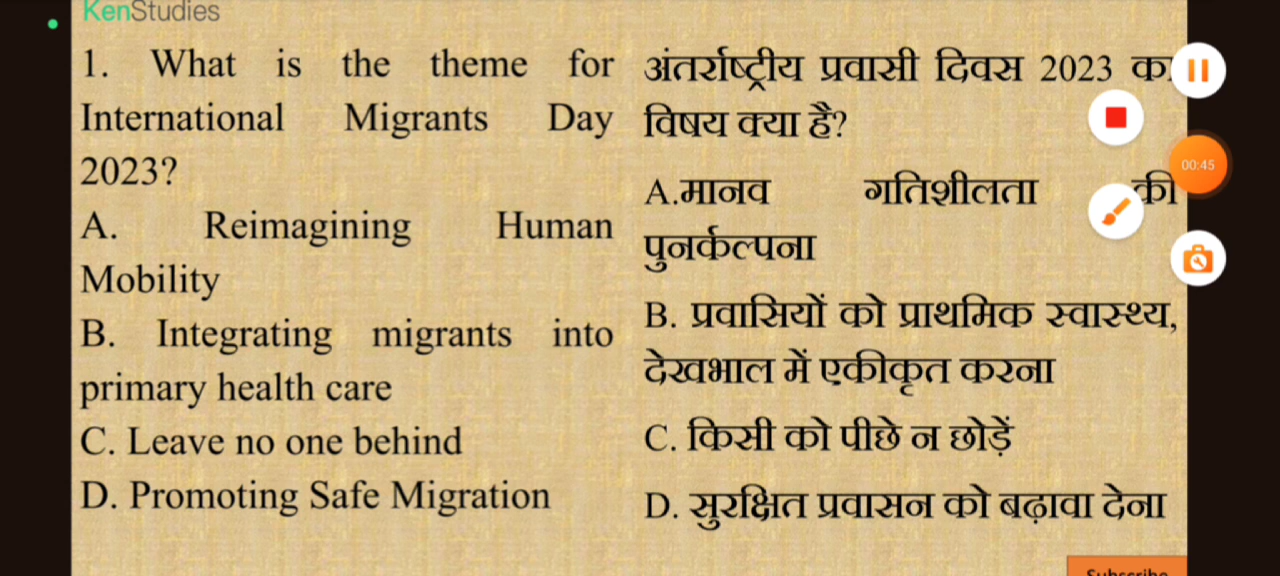 KenStudies
1. What is the theme for
International Migrants Day
2023?
A. Reimagining Human
Mobility
B. Integrating migrants into
primary health care
C. Leave no one behind
D. Promoting Safe Migration
अंतर्राष्ट्रीय प्रवासी दिवस 2023 का
विषय क्या है?
A.मानव गतिशीलता की
पुनर्कल्पना
B. प्रवासियों को प्राथमिक स्वास्थ्य,
देखभाल में एकीकृत करना
C. किसी को पीछे न छोड़ें
D. सुरक्षित प्रवासन को बढ़ावा देना
00:45
Subscribe